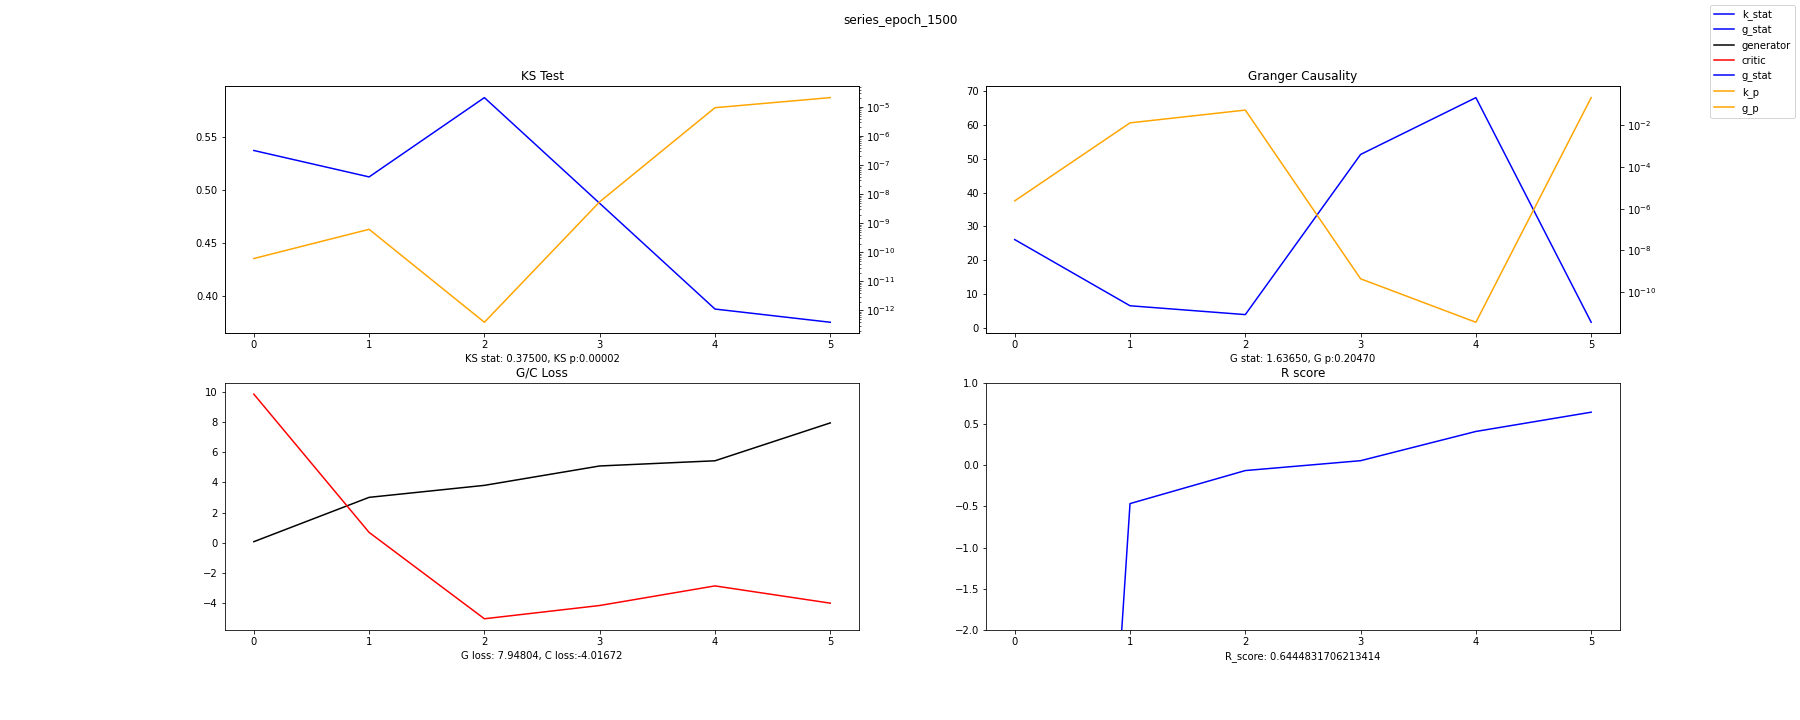 series_epoch_1500
k_stat
g_stat
generator
critic
g_stat
k_p
g_p
KS Test
0.55
0.50
0.45
0.40
10^-5
10^-6
10^-7
10^-8
10^-9
10^-10
10^-11
10^-12
0 1 2 3 4 5
KS stat: 0.37500, KS p:0.00002
Granger Causality
70
60
50
40
30
20
10
0
10^-2
10^-4
10^-6
10^-8
10^-10
0 1 2 3 4 5
G stat: 1.63650, G p:0.20470
G/C Loss
10
8
6
4
2
0
−2
−4
0 1 2 3 4 5
G loss: 7.94804, C loss:-4.01672
R score
1.0
0.5
0.0
−0.5
−1.0
−1.5
−2.0
0 1 2 3 4 5
R_score: 0.6444831706213414